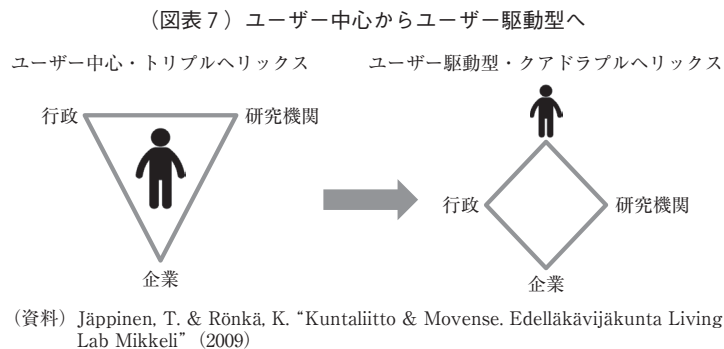 （図表７）ユーザー中心からユーザー駆動型へ
ユーザー中心・トリプルヘリックス
ユーザー駆動型・クアドラプルヘリックス
行政
研究機関
企業
行政
研究機関
企業
（資料）Jäppinen, T. & Rönkä, K. “Kuntaliitto & Movense. Edelläkävijäkunta Living
Lab Mikkeli”（2009）